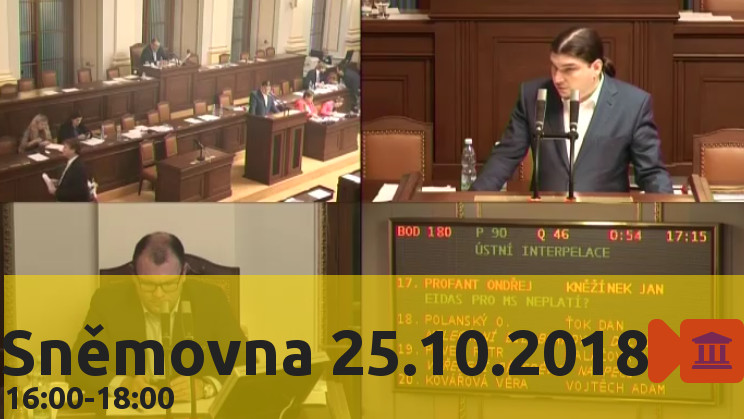 BOD 180 P 90 Q 46 0:54 17:15
ÚSTNÍ INTERPELACE
17. PROFANT ONDŘEJ KNĚŽÍNEK JAN
EIDAS PRO MS NEPLATÍ?
18. POLANSKÝ O. ŤOK DAN
19.
20. KOVÁŘOVÁ VĚRA VOJTĚCH ADAM
Sněmovna 25.10.2018
16:00-18:00